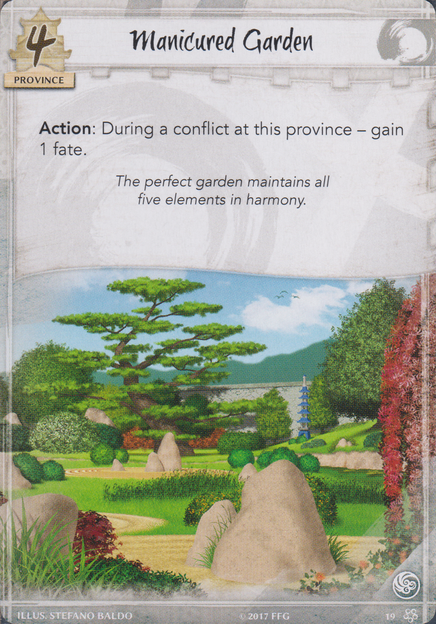 4
Manicured Garden
PROVINCE
Action: During a conflict at this province – gain
1 fate.
The perfect garden maintains all
five elements in harmony.
ILLUS. STEFANO BALDO
©2017 FFG
19